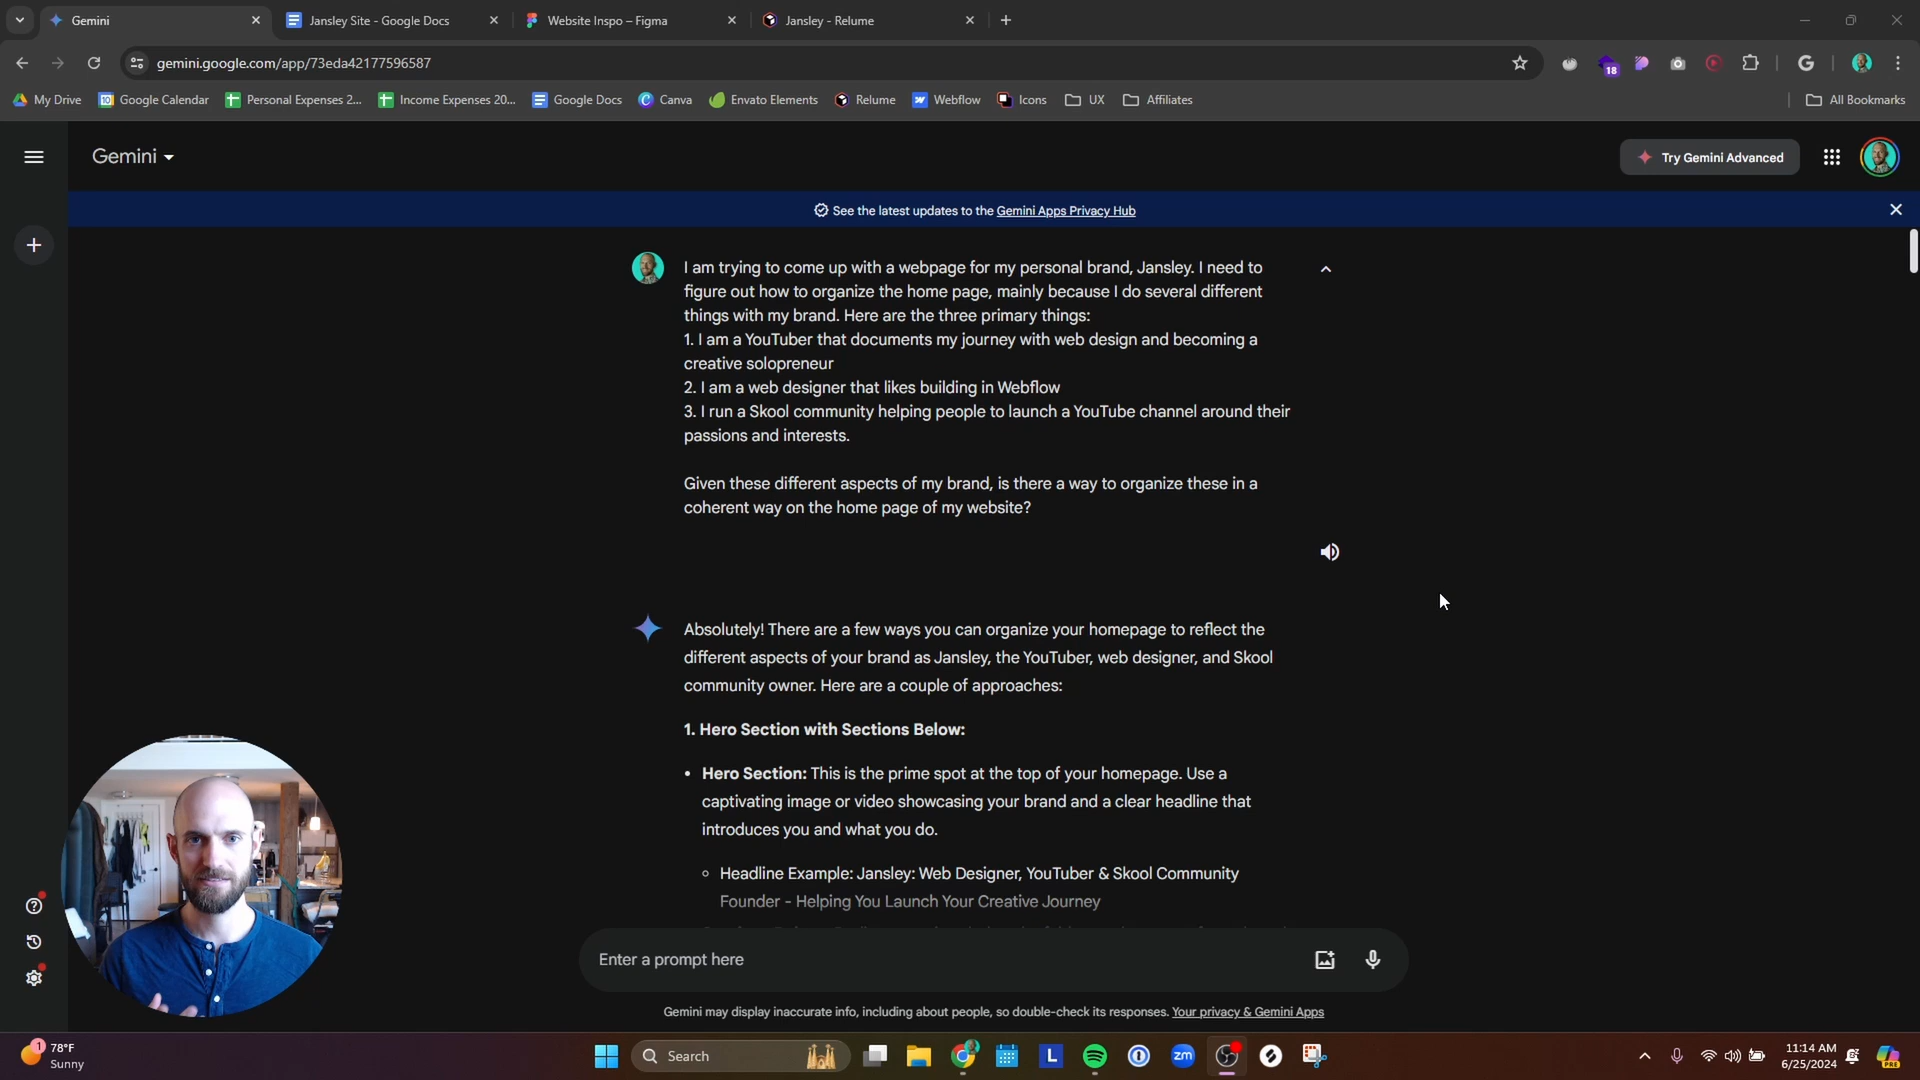 Gemini
Jansley Site - Google Docs
Website Inspo – Figma
Jansley - Relume
gemini.google.com/app/73eda42177596587
18
My Drive
Google Calendar
Personal Expenses 2...
Income Expenses 20...
Google Docs
Canva
Envato Elements
Relume
Webflow
Icons
UX
Affiliates
All Bookmarks
Gemini
Try Gemini Advanced
See the latest updates to the Gemini Apps Privacy Hub
I am trying to come up with a webpage for my personal brand, Jansley. I need to
figure out how to organize the home page, mainly because I do several different
things with my brand. Here are the three primary things:
1. I am a YouTuber that documents my journey with web design and becoming a
creative solopreneur
2. I am a web designer that likes building in Webflow
3. I run a Skool community helping people to launch a YouTube channel around their
passions and interests.
Given these different aspects of my brand, is there a way to organize these in a
coherent way on the home page of my website?
Absolutely! There are a few ways you can organize your homepage to reflect the
different aspects of your brand as Jansley, the YouTuber, web designer, and Skool
community owner. Here are a couple of approaches:
1. Hero Section with Sections Below:
• Hero Section: This is the prime spot at the top of your homepage. Use a
captivating image or video showcasing your brand and a clear headline that
introduces you and what you do.
Headline Example: Jansley: Web Designer, YouTuber & Skool Community
Founder - Helping You Launch Your Creative Journey
Enter a prompt here
Gemini may display inaccurate info, including about people, so double-check its responses. Your privacy & Gemini Apps
1
78°F
Sunny
Search
L
zm
11:14 AM
6/25/2024
PRE